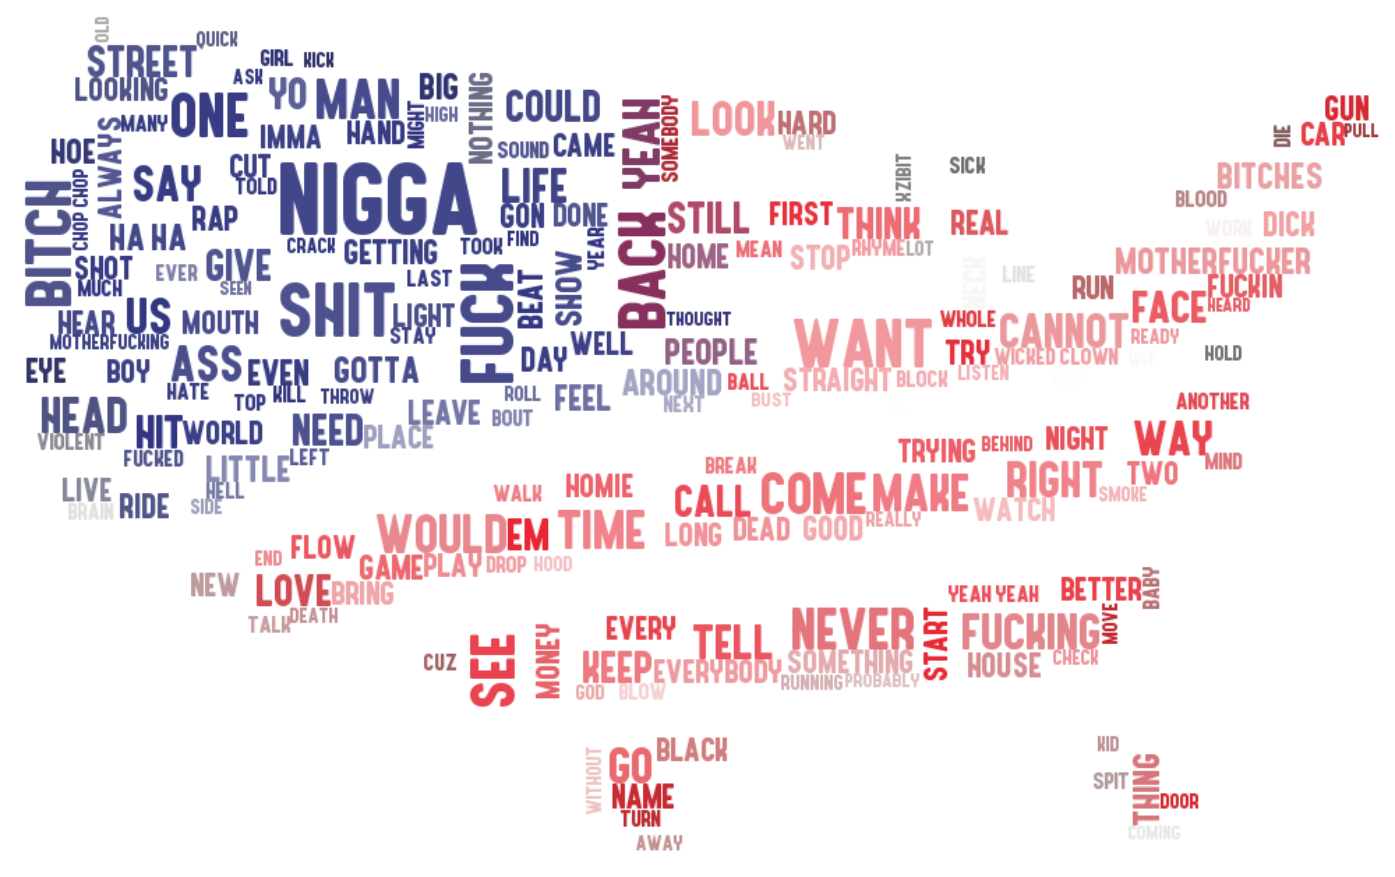 OLD
QUICK
STREET
GIRL KICK
LOOKING
ASK
YO MAN
BIG
NOTHING
COULD
YEAH
SOMEBODY
LOOK
HARD
WENT
GUN
DIE
CAR
PULL
ALWAYS
MANY
ONE
IMMA
HAND
MIGHT
HIGH
SOUND
CAME
HOE
CUT
TOLD
NIGGA
LIFE
XZIBIT
SICK
BITCHES
BITCH
CHOP CHOP
SAY
RAP
GON DONE
BACK
STILL
FIRST
THINK
REAL
BLOOD
WORK
DICK
HA HA
CRACK
GETTING
TOOK
FIND
YEAR
HOME
MEAN
STOP
RHYME
LOT
MOTHERFUCKER
SHOT
EVER
GIVE
SEEN
LAST
FUCK
BEAT
SHOW
NECK
LINE
RUN
FUCKIN
MUCH
HEAR
US
MOUTH
SHIT
LIGHT
STAY
THOUGHT
WANT
WHOLE
CANNOT
FACE
HEARD
MOTHERFUCKING
READY
EYE
BOY
ASS
EVEN
GOTTA
DAY
WELL
PEOPLE
TRY
WICKED CLOWN
WIT
HOLD
HATE
TOP
KILL
THROW
ROLL
FEEL
AROUND
BALL
STRAIGHT
BLOCK
LISTEN
HEAD
LEAVE
BOUT
NEXT
BUST
ANOTHER
VIOLENT
HIT
WORLD
NEED
PLACE
TRYING
BEHIND
NIGHT
WAY
FUCKED
LITTLE
LEFT
BREAK
RIGHT
TWO
MIND
LIVE
BRAIN
RIDE
HELL
SIDE
WALK
HOMIE
CALL
COME
MAKE
WATCH
SMOKE
WOULD
EM
TIME
LONG
DEAD
GOOD
REALLY
END
FLOW
GAME
PLAY
DROP
HOOD
NEW
LOVE
BRING
YEAH YEAH
BETTER
BABY
TALK
DEATH
EVERY
TELL
NEVER
START
FUCKING
MOVE
CUZ
SEE
MONEY
KEEP
EVERYBODY
SOMETHING
HOUSE
CHECK
GOD
BLOW
RUNNING
PROBABLY
WITHOUT
GO
BLACK
KID
NAME
SPIT
THING
DOOR
TURN
AWAY
COMING